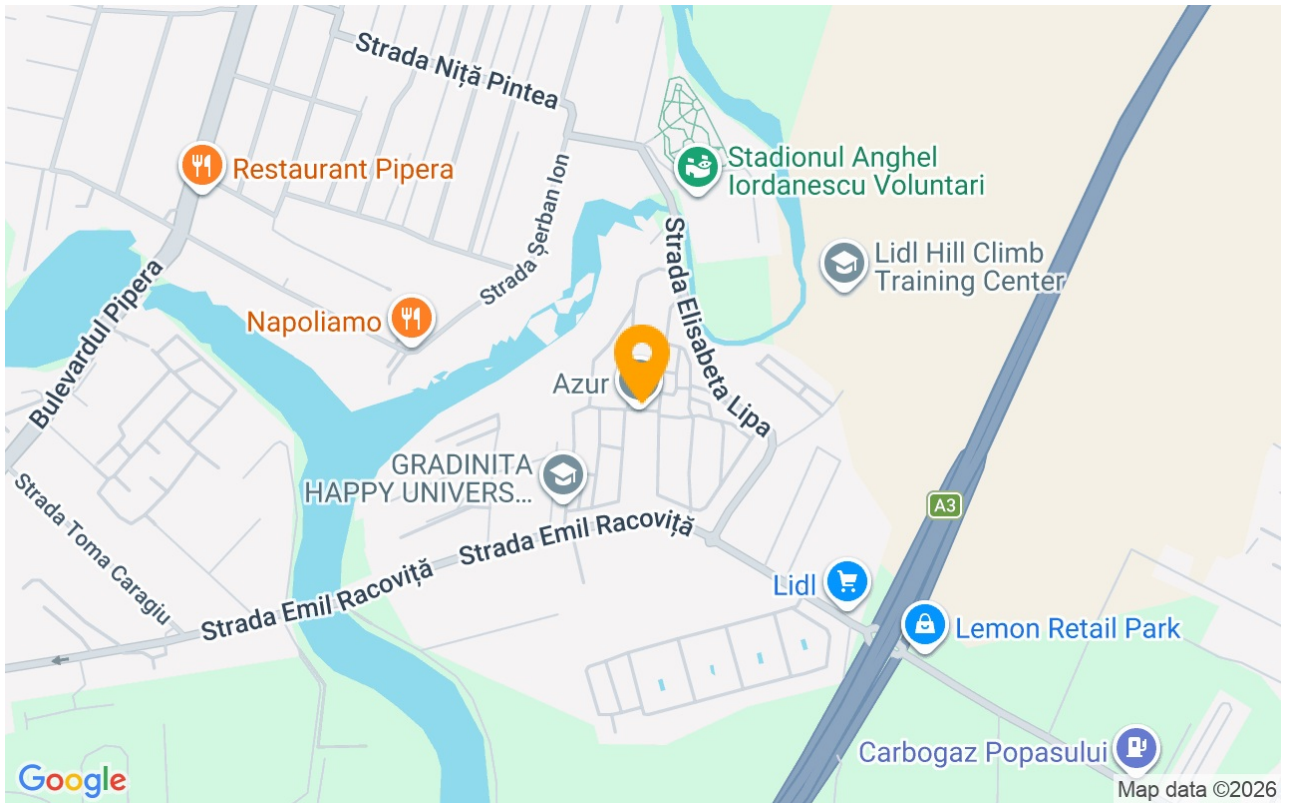 Strada Niță Pintea
Restaurant Pipera
Stadionul Anghel
Iordanescu Voluntari
Strada Șerban Ion
Strada Elisabeta Lipa
Lidl Hill Climb
Training Center
Bulevardul Pipera
Napoliamo
Azur
GRADINITA
HAPPY UNIVERS...
A3
Strada Toma Caragiu
Strada Emil Racoviță
Strada Emil Racoviță
Lidl
Lemon Retail Park
Carbogaz Popasului
Google
Map data ©2026